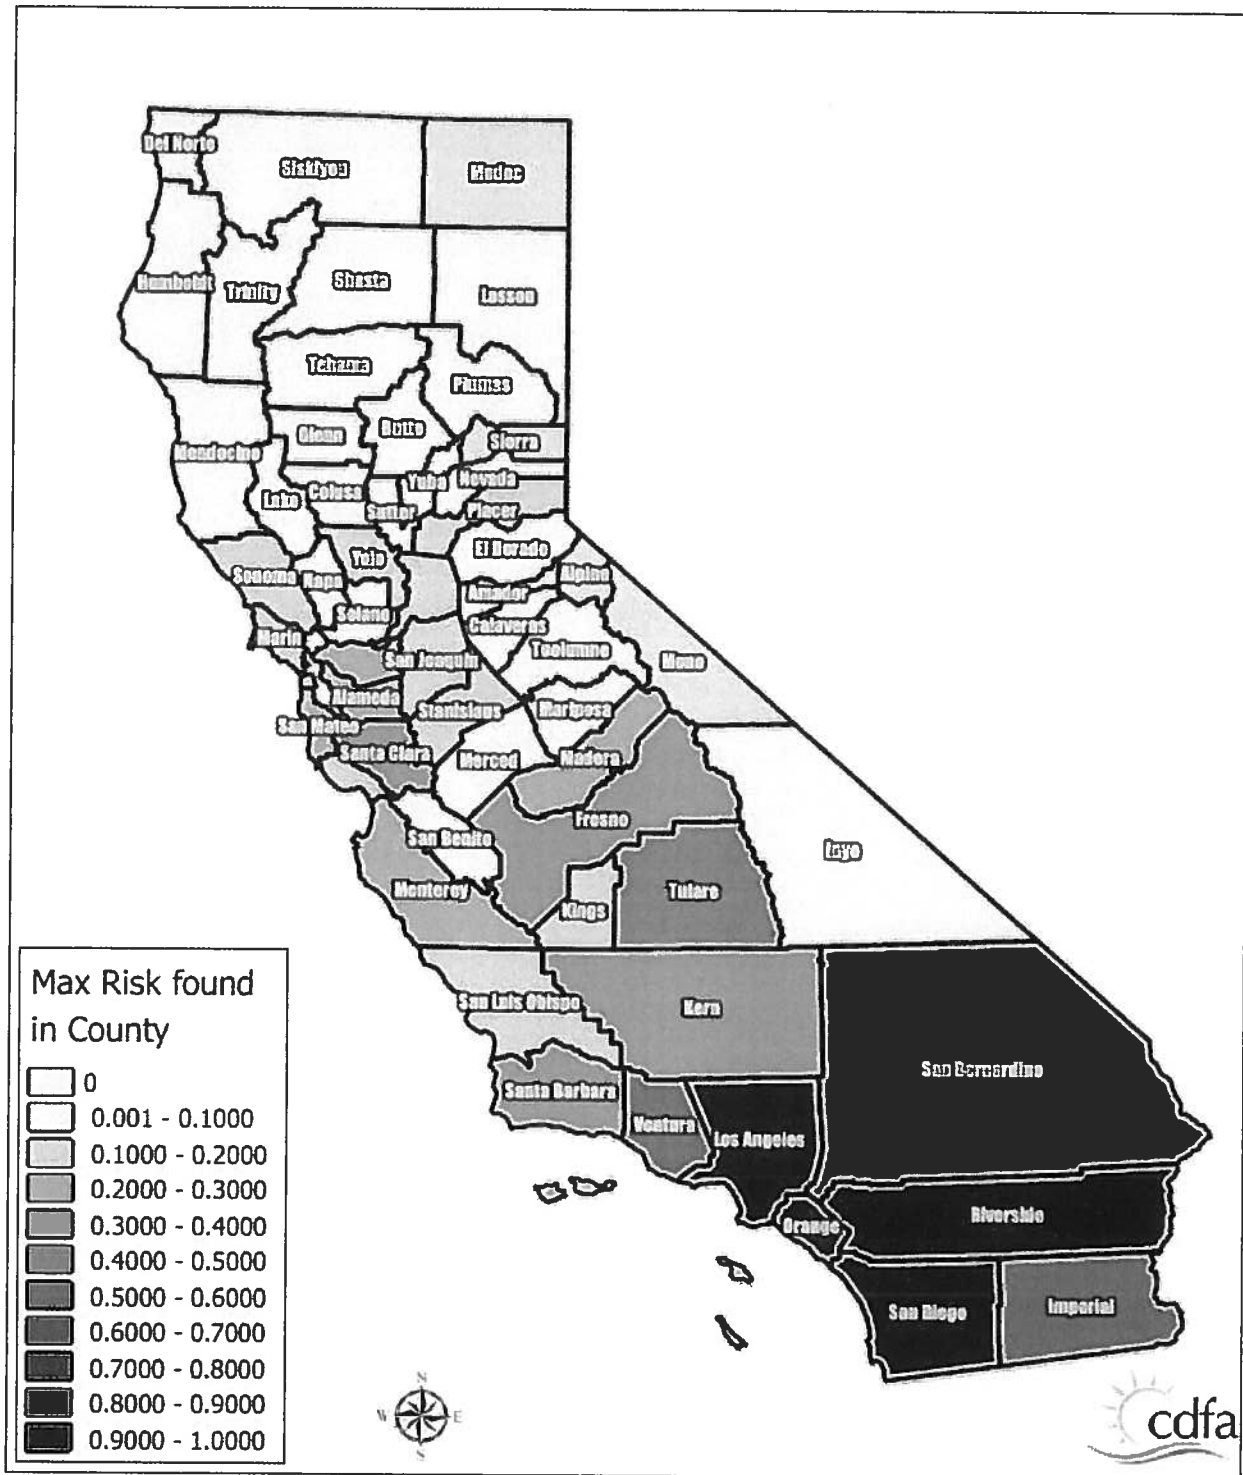 Del Norte
Siskiyou
Modoc
Humboldt
Trinity
Shasta
Lassen
Tehama
Plumas
Glenn
Butte
Sierra
Mendocino
Lake
Colusa
Sutter
Yuba
Nevada
Placer
Sonoma
Napa
Yolo
El Dorado
Alpine
Solano
Amador
Calaveras
Marin
San Joaquin
Tuolumne
Mono
Alameda
Stanislaus
Mariposa
San Mateo
Santa Clara
Merced
Madera
San Benito
Fresno
Inyo
Monterey
Kings
Tulare
San Luis Obispo
Kern
San Bernardino
Santa Barbara
Ventura
Los Angeles
Orange
Riverside
San Diego
Imperial
Max Risk found
in County
0
0.001 - 0.1000
0.1000 - 0.2000
0.2000 - 0.3000
0.3000 - 0.4000
0.4000 - 0.5000
0.5000 - 0.6000
0.6000 - 0.7000
0.7000 - 0.8000
0.8000 - 0.9000
0.9000 - 1.0000
N
W E
S
cdfa